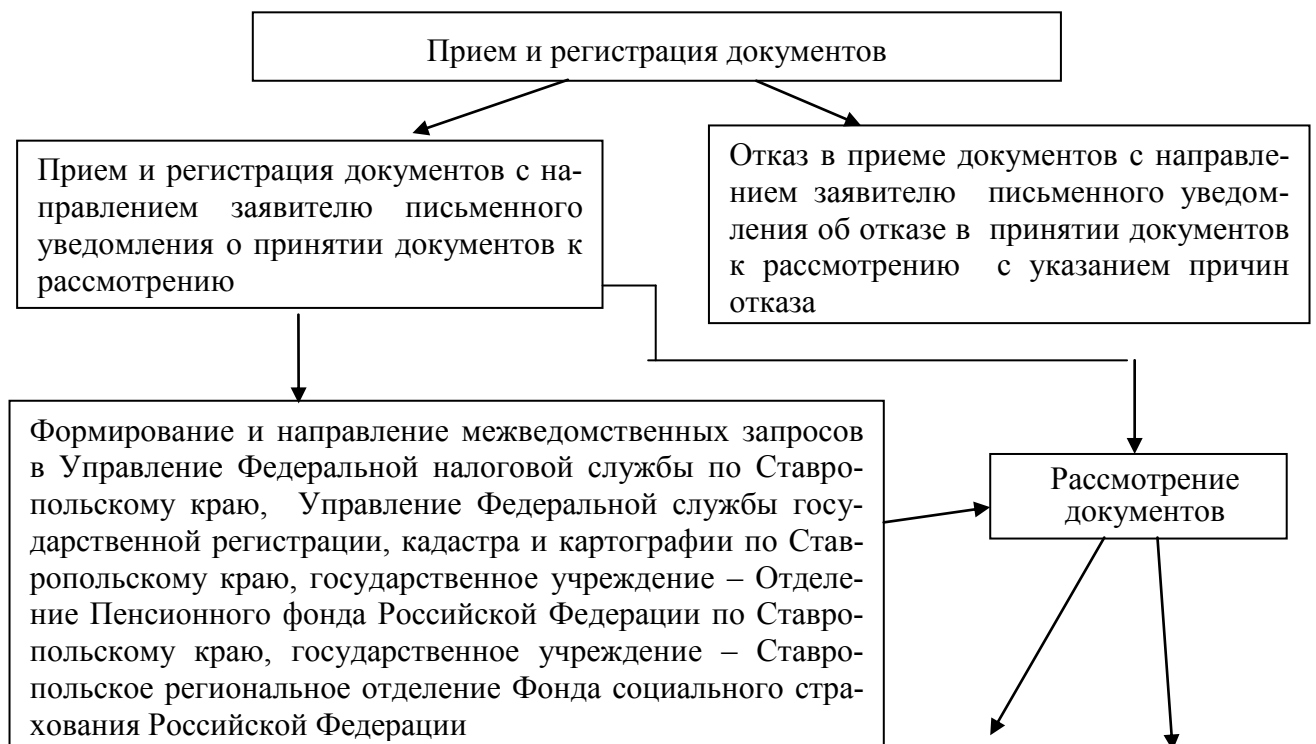 Прием и регистрация документов
Прием и регистрация документов с на-
правлением заявителю письменного
уведомления о принятии документов к
рассмотрению
Отказ в приеме документов с направле-
нием заявителю письменного уведом-
ления об отказе в принятии документов
к рассмотрению с указанием причин
отказа
Формирование и направление межведомственных запросов
в Управление Федеральной налоговой службы по Ставро-
польскому краю, Управление Федеральной службы госу-
дарственной регистрации, кадастра и картографии по Став-
ропольскому краю, государственное учреждение – Отделе-
ние Пенсионного фонда Российской Федерации по Ставро-
польскому краю, государственное учреждение – Ставро-
польское региональное отделение Фонда социального стра-
хования Российской Федерации
Рассмотрение
документов